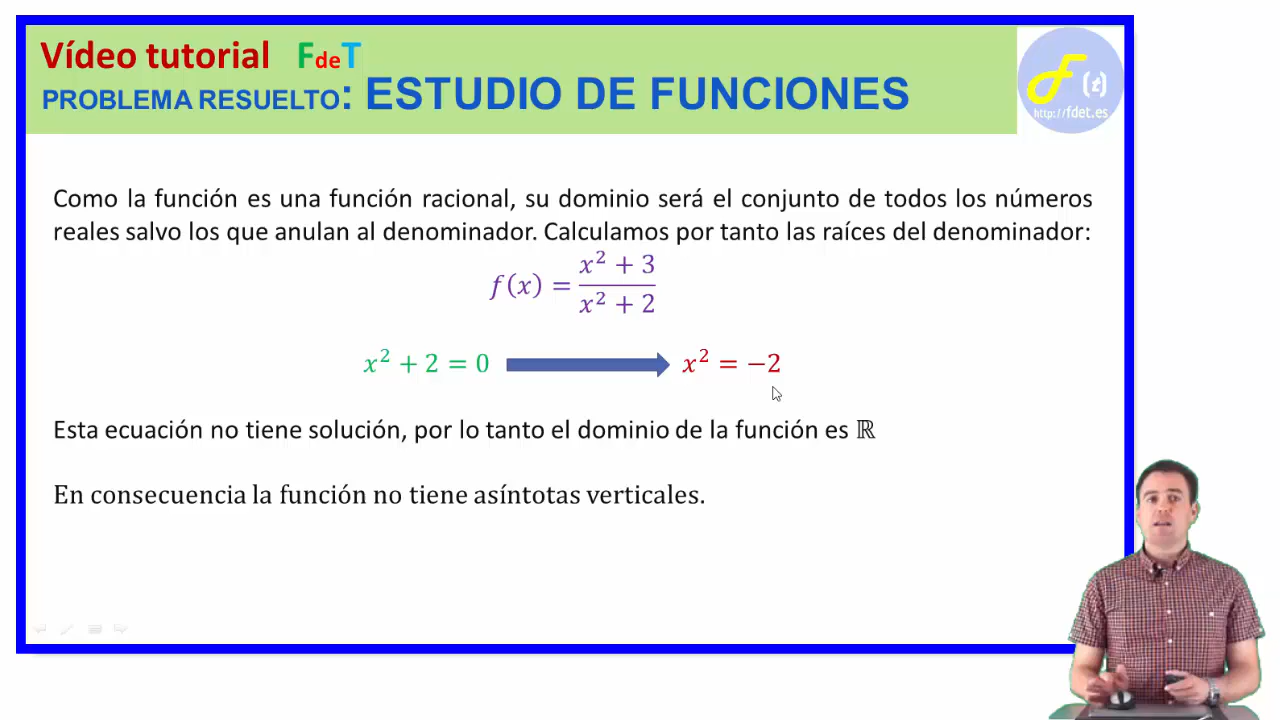 Vídeo tutorial FdeT
PROBLEMA RESUELTO: ESTUDIO DE FUNCIONES
F(x)
http://fdet.es
Como la función es una función racional, su dominio será el conjunto de todos los números
reales salvo los que anulan al denominador. Calculamos por tanto las raíces del denominador:
f(x) = (x² + 3)/(x² + 2)
x² + 2 = 0 x² = −2
Esta ecuación no tiene solución, por lo tanto el dominio de la función es ℝ
En consecuencia la función no tiene asíntotas verticales.